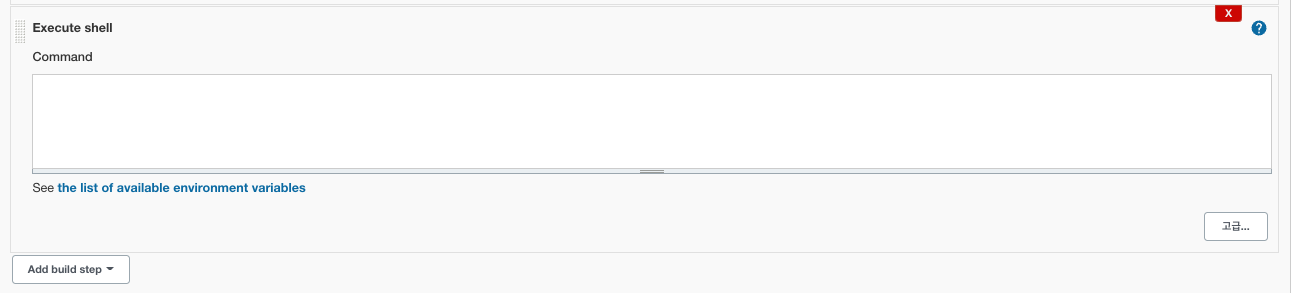 X
Execute shell
?
Command
See the list of available environment variables
고급...
Add build step